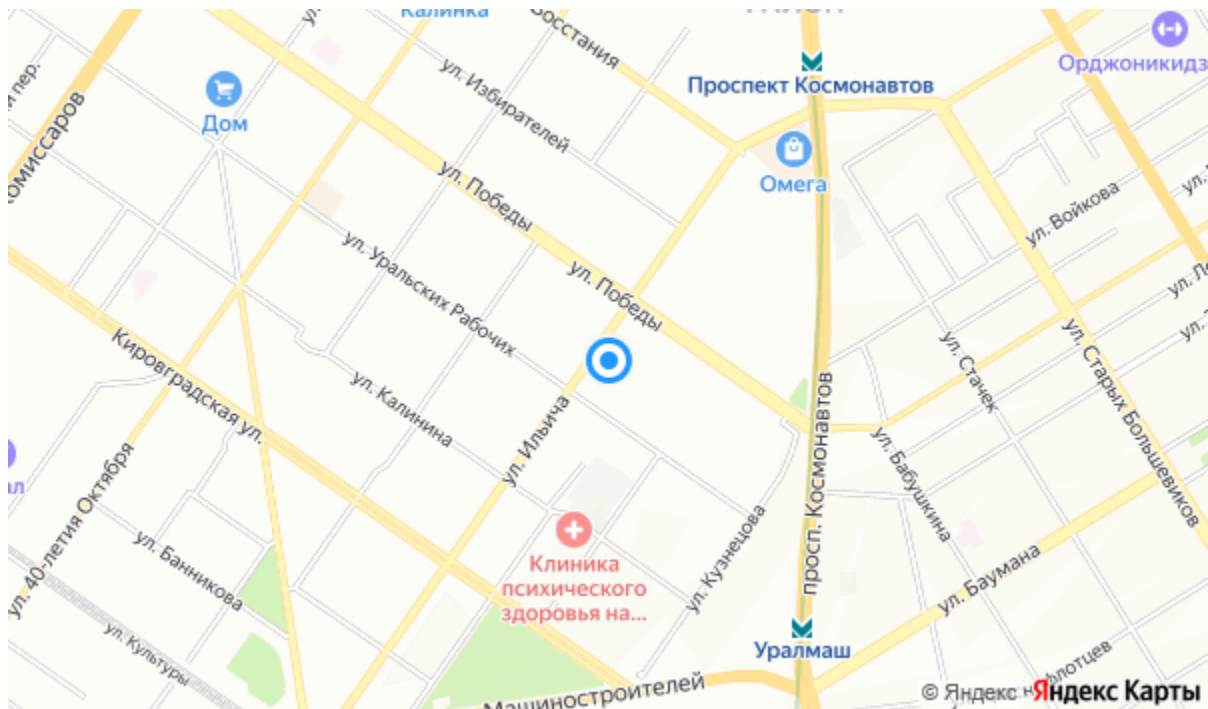 Калинка
Восстания
Проспект Космонавтов
Орджоникидз
ул. Избирателей
Дом
Омега
пер.
ул. Победы
ул. Войкова
ул. Уральских Рабочих
ул. Победы
Кировградская ул.
ул. Калинина
ул. Ильича
ул. Стачек
ул. Старых Большевиков
просп. Космонавтов
ул. Бабушкина
ул. 40-летия Октября
ул. Банникова
Клиника
психического
здоровья на...
ул. Кузнецова
ул. Баумана
ул. Культуры
Уралмаш
Машиностроителей
© Яндекс
Яндекс Карты